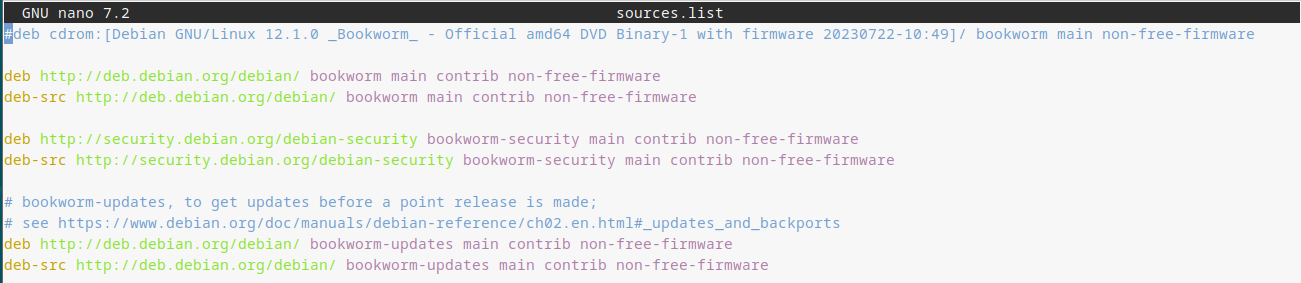 GNU nano 7.2 sources.list
#deb cdrom:[Debian GNU/Linux 12.1.0 _Bookworm_ - Official amd64 DVD Binary-1 with firmware 20230722-10:49]/ bookworm main non-free-firmware
deb http://deb.debian.org/debian/ bookworm main contrib non-free-firmware
deb-src http://deb.debian.org/debian/ bookworm main contrib non-free-firmware
deb http://security.debian.org/debian-security bookworm-security main contrib non-free-firmware
deb-src http://security.debian.org/debian-security bookworm-security main contrib non-free-firmware
# bookworm-updates, to get updates before a point release is made;
# see https://www.debian.org/doc/manuals/debian-reference/ch02.en.html#_updates_and_backports
deb http://deb.debian.org/debian/ bookworm-updates main contrib non-free-firmware
deb-src http://deb.debian.org/debian/ bookworm-updates main contrib non-free-firmware